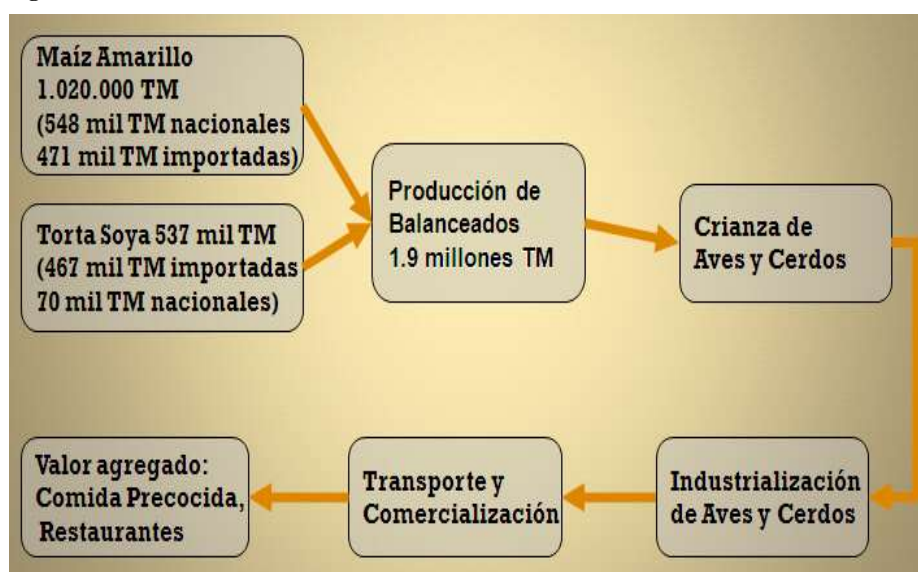 Maíz Amarillo
1.020.000 TM
(548 mil TM nacionales
471 mil TM importadas)
Torta Soya 537 mil TM
(467 mil TM importadas
70 mil TM nacionales)
Producción de
Balanceados
1.9 millones TM
Crianza de
Aves y Cerdos
Industrialización
de Aves y Cerdos
Transporte y
Comercialización
Valor agregado:
Comida Precocida,
Restaurantes